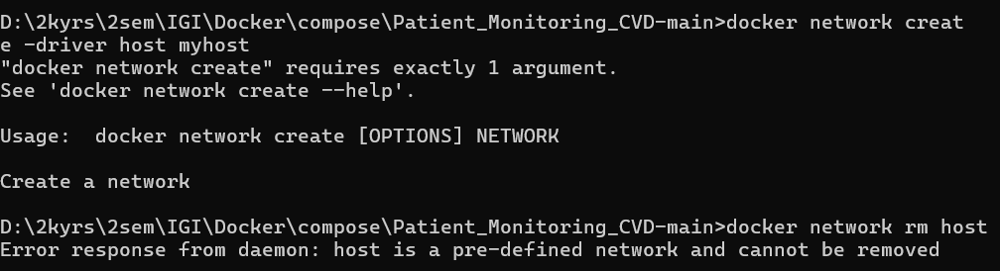 D:\2kyrs\2sem\IGI\Docker\compose\Patient_Monitoring_CVD-main>docker network creat
e -driver host myhost
"docker network create" requires exactly 1 argument.
See 'docker network create --help'.
Usage:  docker network create [OPTIONS] NETWORK
Create a network
D:\2kyrs\2sem\IGI\Docker\compose\Patient_Monitoring_CVD-main>docker network rm host
Error response from daemon: host is a pre-defined network and cannot be removed